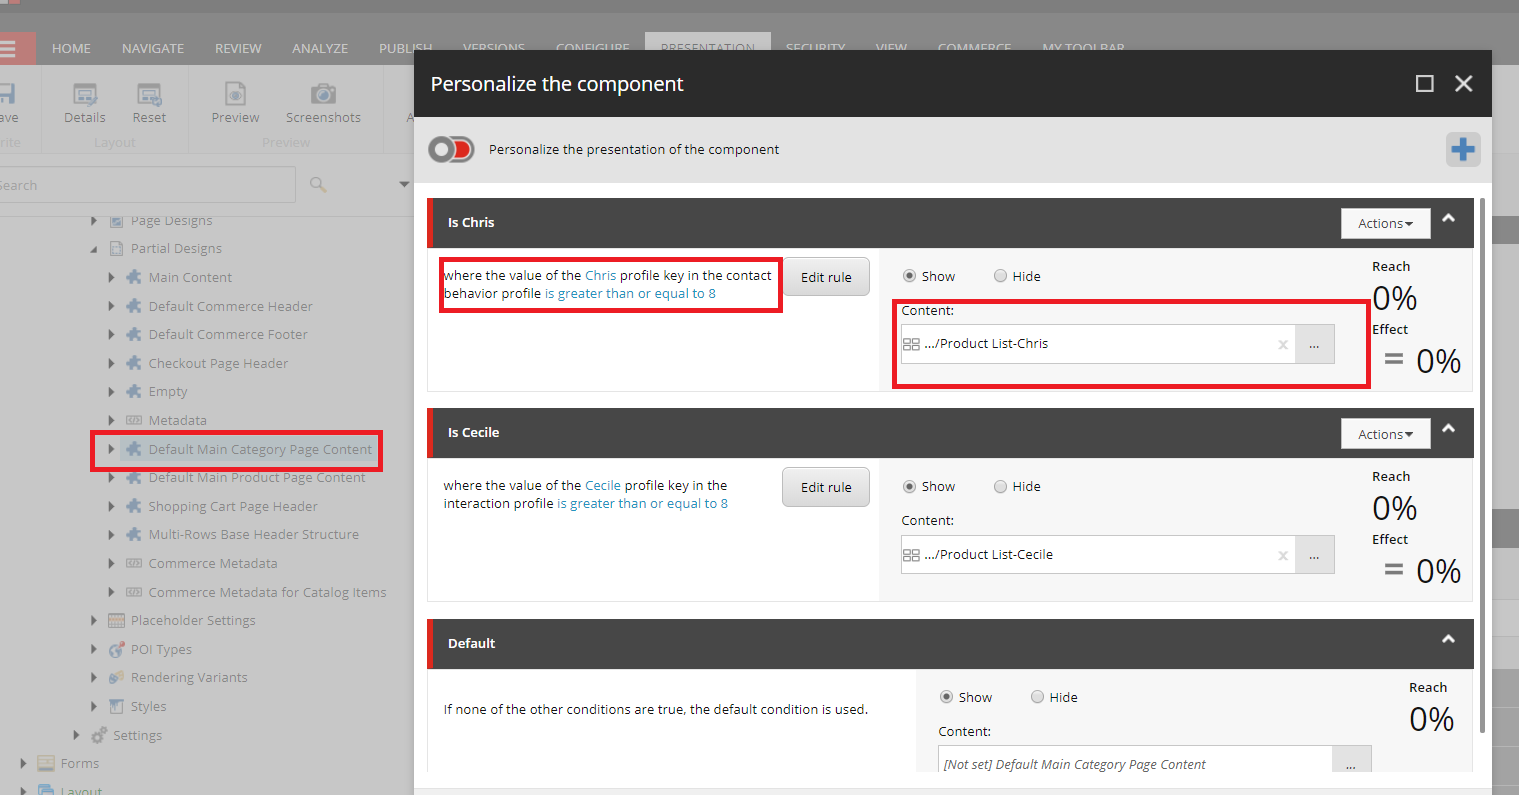 HOME NAVIGATE REVIEW ANALYZE PUBLISH VERSIONS CONFIGURE PRESENTATION SECURITY VIEW COMMERCE MY TOOLBAR
ave Details Reset Preview Screenshots A
rite Layout Preview
Search
Page Designs
Partial Designs
Main Content
Default Commerce Header
Default Commerce Footer
Checkout Page Header
Empty
Metadata
Default Main Category Page Content
Default Main Product Page Content
Shopping Cart Page Header
Multi-Rows Base Header Structure
Commerce Metadata
Commerce Metadata for Catalog Items
Placeholder Settings
POI Types
Rendering Variants
Styles
Settings
Forms
Layout
Personalize the component
Personalize the presentation of the component
Is Chris
Actions
where the value of the Chris profile key in the contact
behavior profile is greater than or equal to 8
Edit rule
Show Hide
Content:
.../Product List-Chris x ...
Reach
0%
Effect
= 0%
Is Cecile
Actions
where the value of the Cecile profile key in the
interaction profile is greater than or equal to 8
Edit rule
Show Hide
Content:
.../Product List-Cecile x ...
Reach
0%
Effect
= 0%
Default
If none of the other conditions are true, the default condition is used.
Show Hide
Content:
[Not set] Default Main Category Page Content ...
Reach
0%